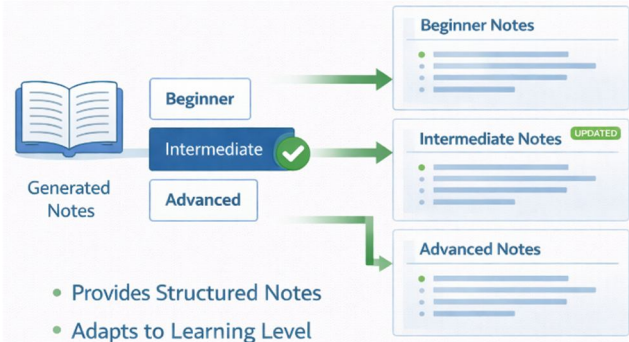 Generated
Notes
Beginner
Intermediate
Advanced
Beginner Notes
Intermediate Notes UPDATED
Advanced Notes
• Provides Structured Notes
• Adapts to Learning Level